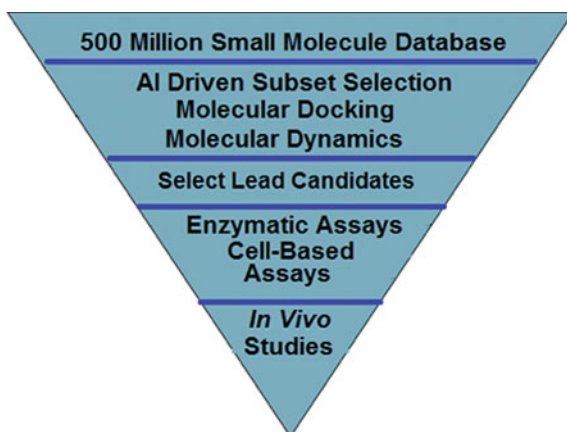 500 Million Small Molecule Database
AI Driven Subset Selection
Molecular Docking
Molecular Dynamics
Select Lead Candidates
Enzymatic Assays
Cell-Based
Assays
In Vivo
Studies